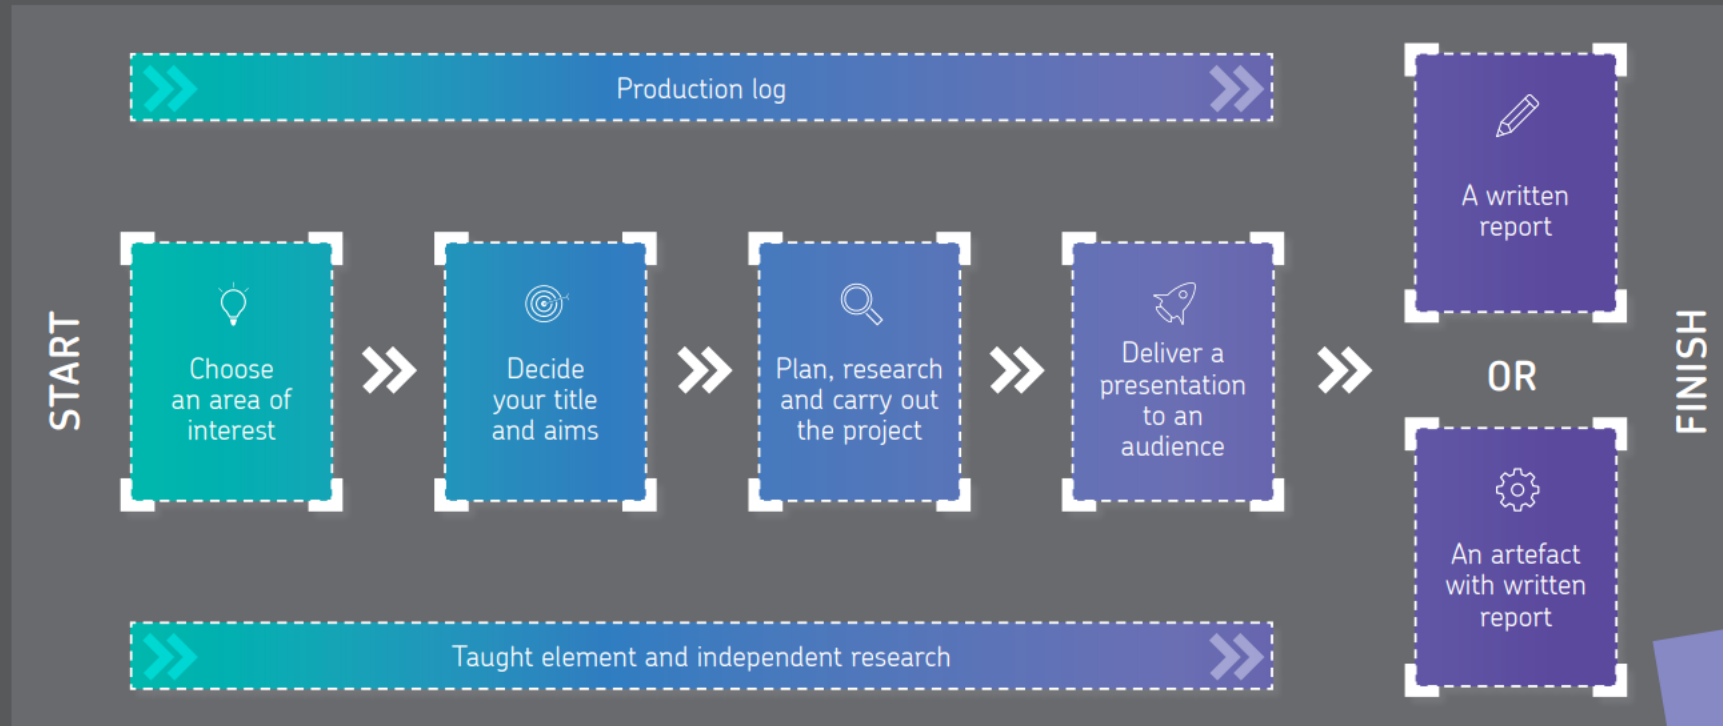 Production log
START
Choose
an area of
interest
Decide
your title
and aims
Plan, research
and carry out
the project
Deliver a
presentation
to an
audience
A written
report
OR
An artefact
with written
report
FINISH
Taught element and independent research